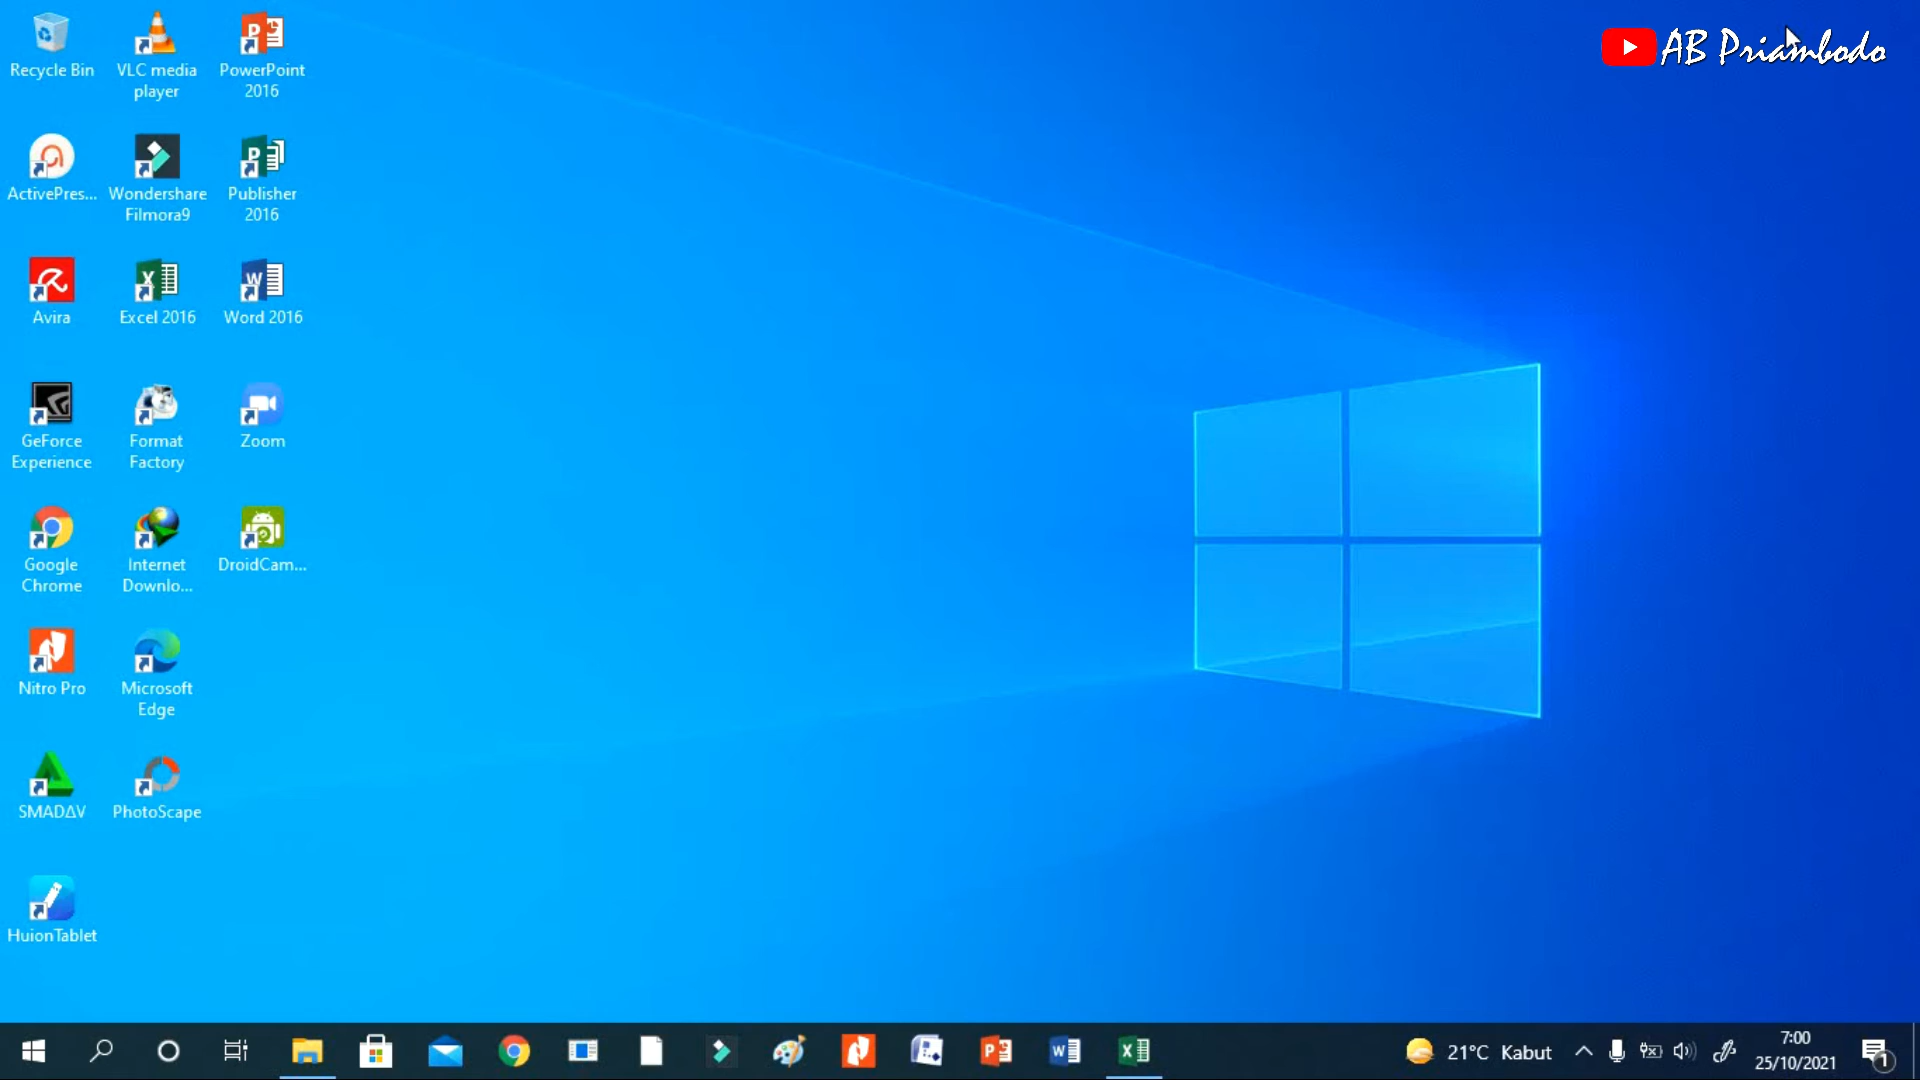 AB Priambodo
Recycle Bin
VLC media
player
PowerPoint
2016
ActivePres...
Wondershare
Filmora9
Publisher
2016
Avira
Excel 2016
Word 2016
GeForce
Experience
Format
Factory
Zoom
Google
Chrome
Internet
Downlo...
DroidCam...
Nitro Pro
Microsoft
Edge
SMADΔV
PhotoScape
HuionTablet
21°C Kabut
7:00
25/10/2021
1